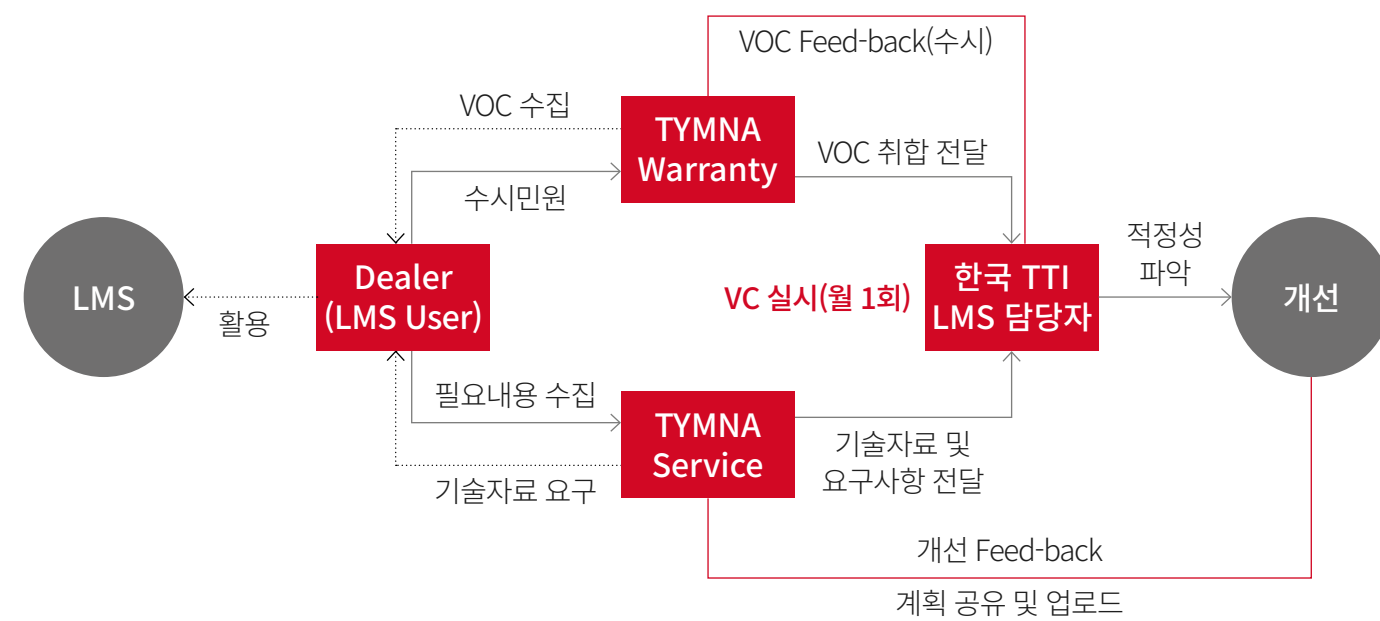 VOC Feed-back(수시)
VOC 수집
TYMNA
Warranty
VOC 취합 전달
수시민원
적정성
파악
LMS
활용
Dealer
(LMS User)
VC 실시(월 1회)
한국 TTI
LMS 담당자
개선
필요내용 수집
TYMNA
Service
기술자료 및
요구사항 전달
기술자료 요구
개선 Feed-back
계획 공유 및 업로드